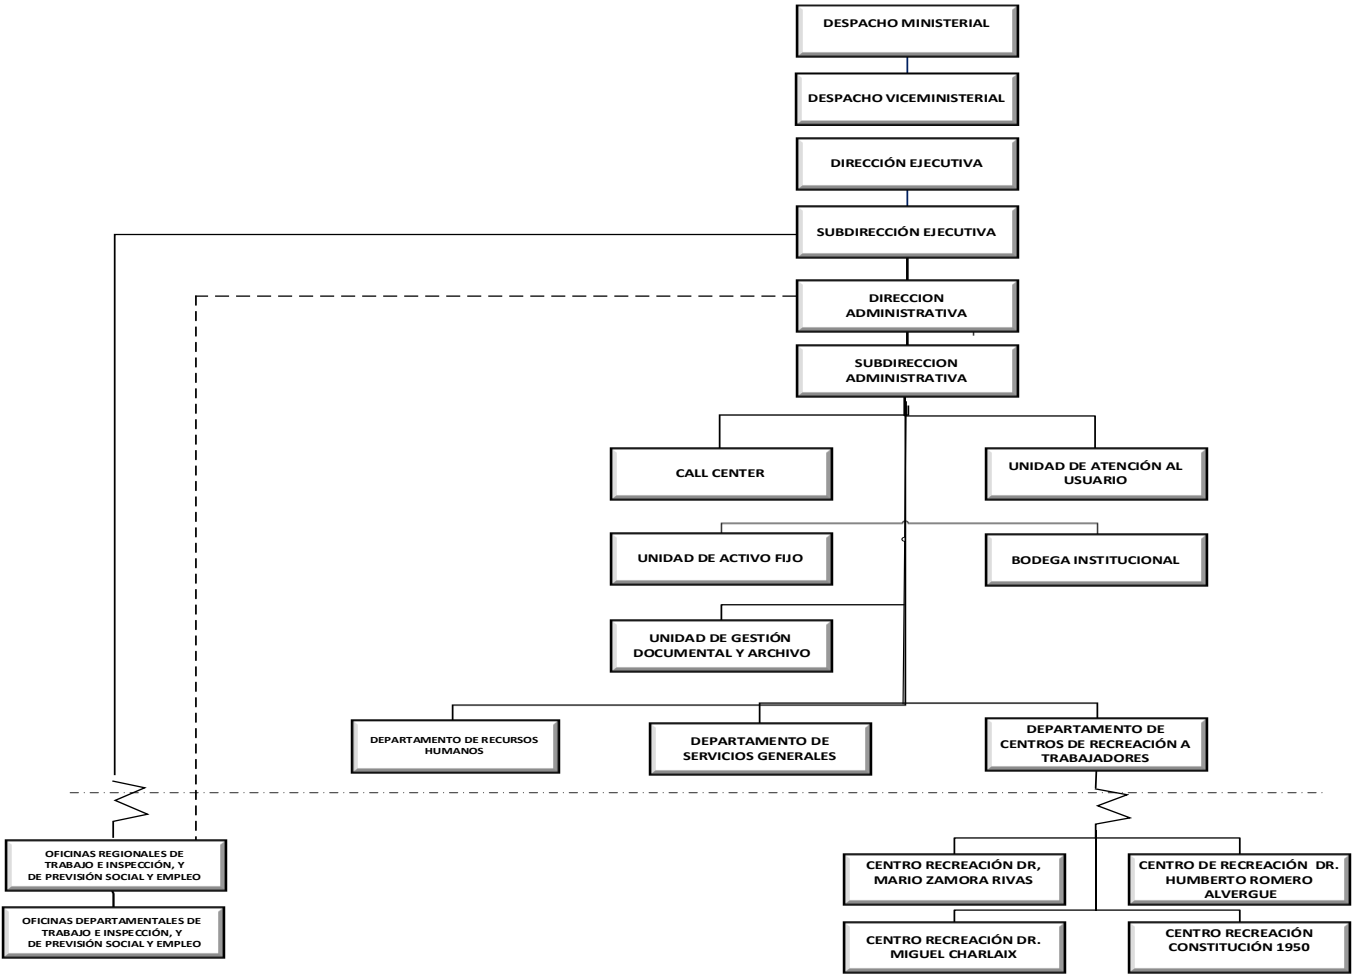 DESPACHO MINISTERIAL
DESPACHO VICEMINISTERIAL
DIRECCIÓN EJECUTIVA
SUBDIRECCIÓN EJECUTIVA
DIRECCION
ADMINISTRATIVA
SUBDIRECCION
ADMINISTRATIVA
CALL CENTER
UNIDAD DE ATENCIÓN AL
USUARIO
UNIDAD DE ACTIVO FIJO
BODEGA INSTITUCIONAL
UNIDAD DE GESTIÓN
DOCUMENTAL Y ARCHIVO
DEPARTAMENTO DE RECURSOS
HUMANOS
DEPARTAMENTO DE
SERVICIOS GENERALES
DEPARTAMENTO DE
CENTROS DE RECREACIÓN A
TRABAJADORES
OFICINAS REGIONALES DE
TRABAJO E INSPECCIÓN, Y
DE PREVISIÓN SOCIAL Y EMPLEO
OFICINAS DEPARTAMENTALES DE
TRABAJO E INSPECCIÓN, Y
DE PREVISIÓN SOCIAL Y EMPLEO
CENTRO RECREACIÓN DR,
MARIO ZAMORA RIVAS
CENTRO DE RECREACIÓN  DR.
HUMBERTO ROMERO
ALVERGUE
CENTRO RECREACIÓN DR.
MIGUEL CHARLAIX
CENTRO RECREACIÓN
CONSTITUCIÓN 1950